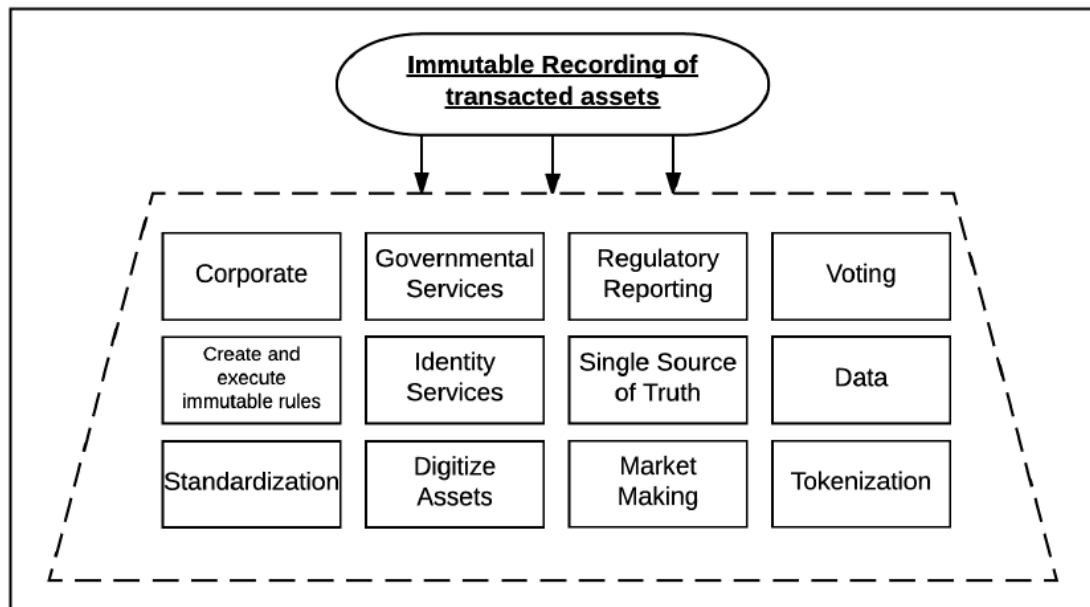 Immutable Recording of
transacted assets
Corporate
Governmental
Services
Regulatory
Reporting
Voting
Create and
execute
immutable rules
Identity
Services
Single Source
of Truth
Data
Standardization
Digitize
Assets
Market
Making
Tokenization